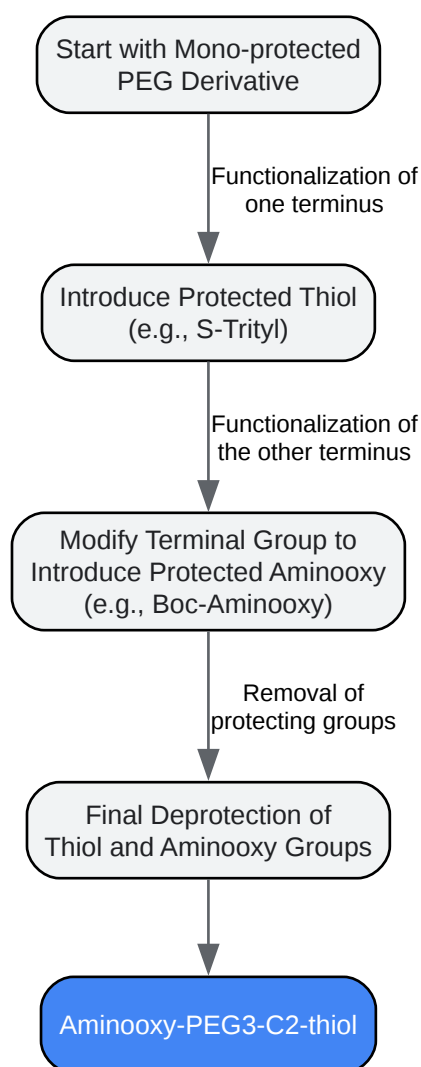 Start with Mono-protected
PEG Derivative
Functionalization of
one terminus
Introduce Protected Thiol
(e.g., S-Trityl)
Functionalization of
the other terminus
Modify Terminal Group to
Introduce Protected Aminooxy
(e.g., Boc-Aminooxy)
Removal of
protecting groups
Final Deprotection of
Thiol and Aminooxy Groups
Aminooxy-PEG3-C2-thiol